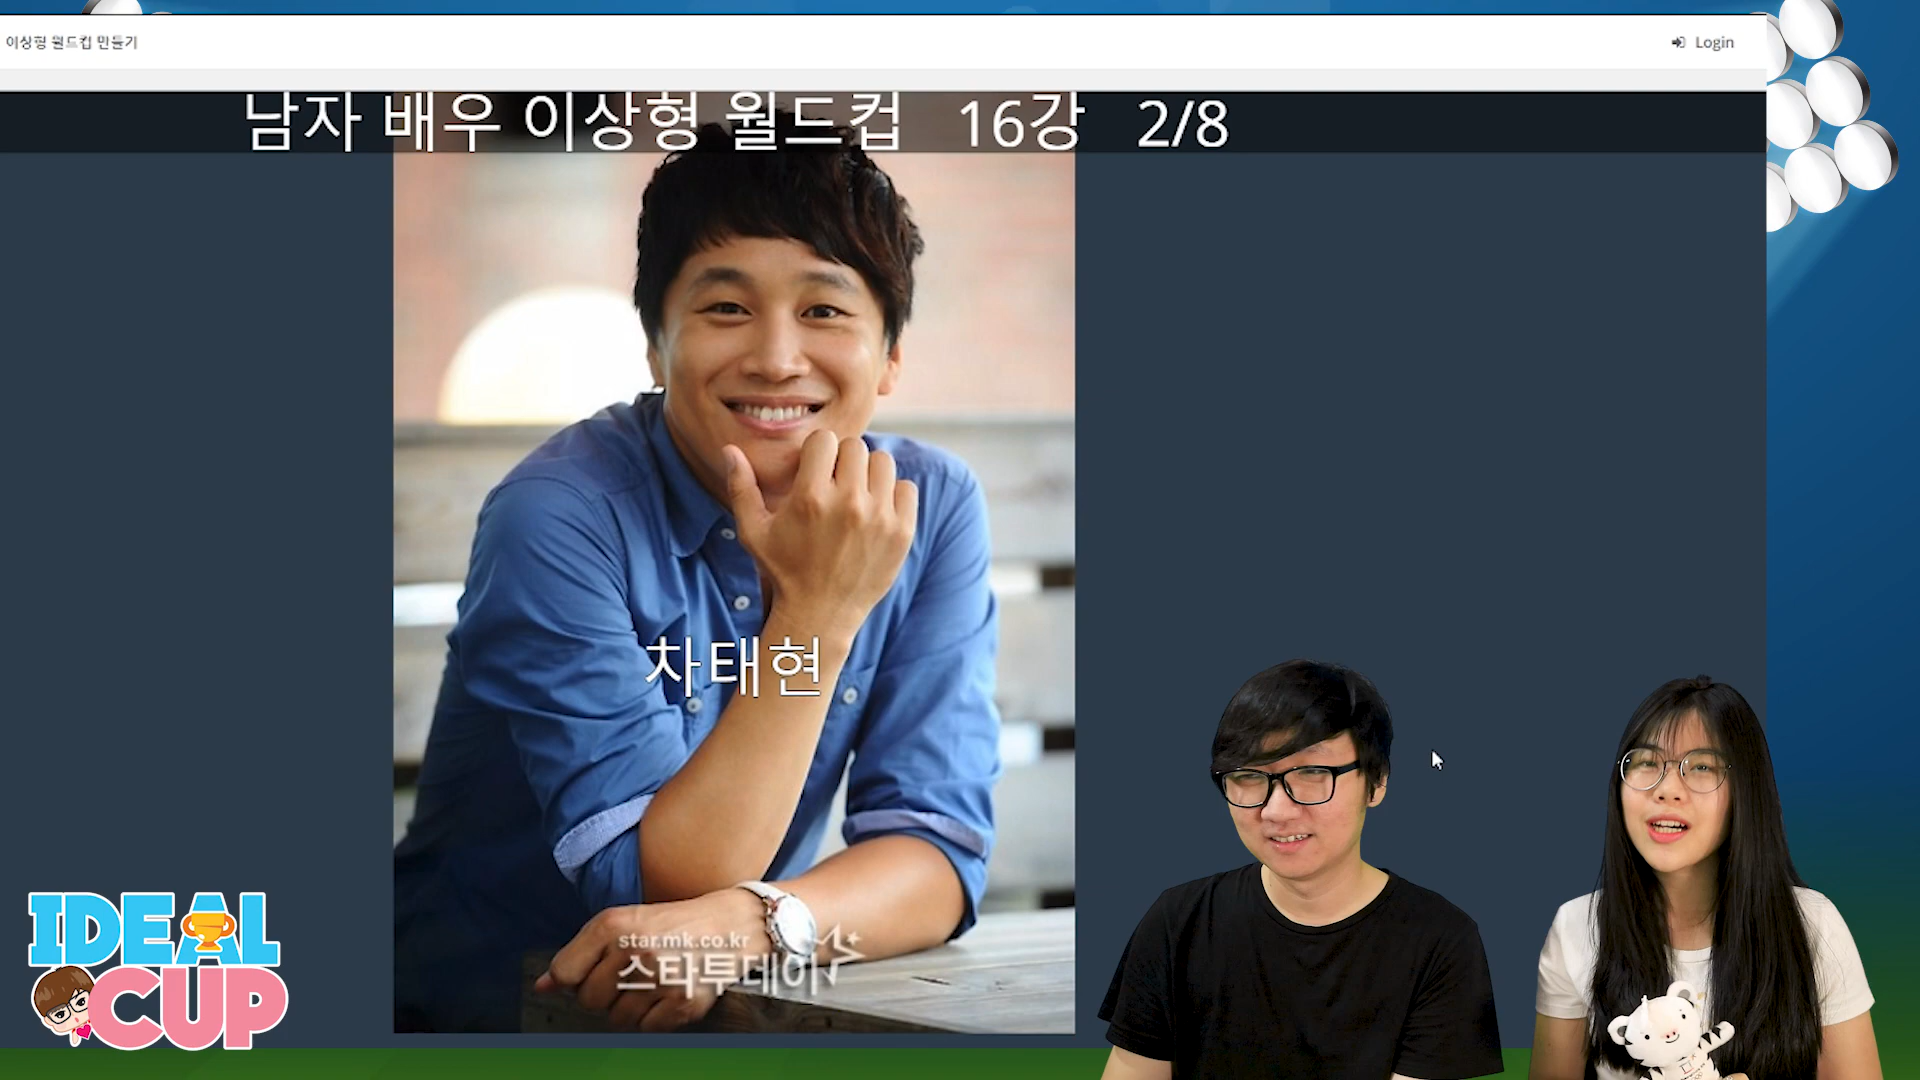 이상형 월드컵 만들기
Login
남자 배우 이상형 월드컵 16강 2/8
차태현
star.mk.co.kr
스타투데이
IDEAL
CUP